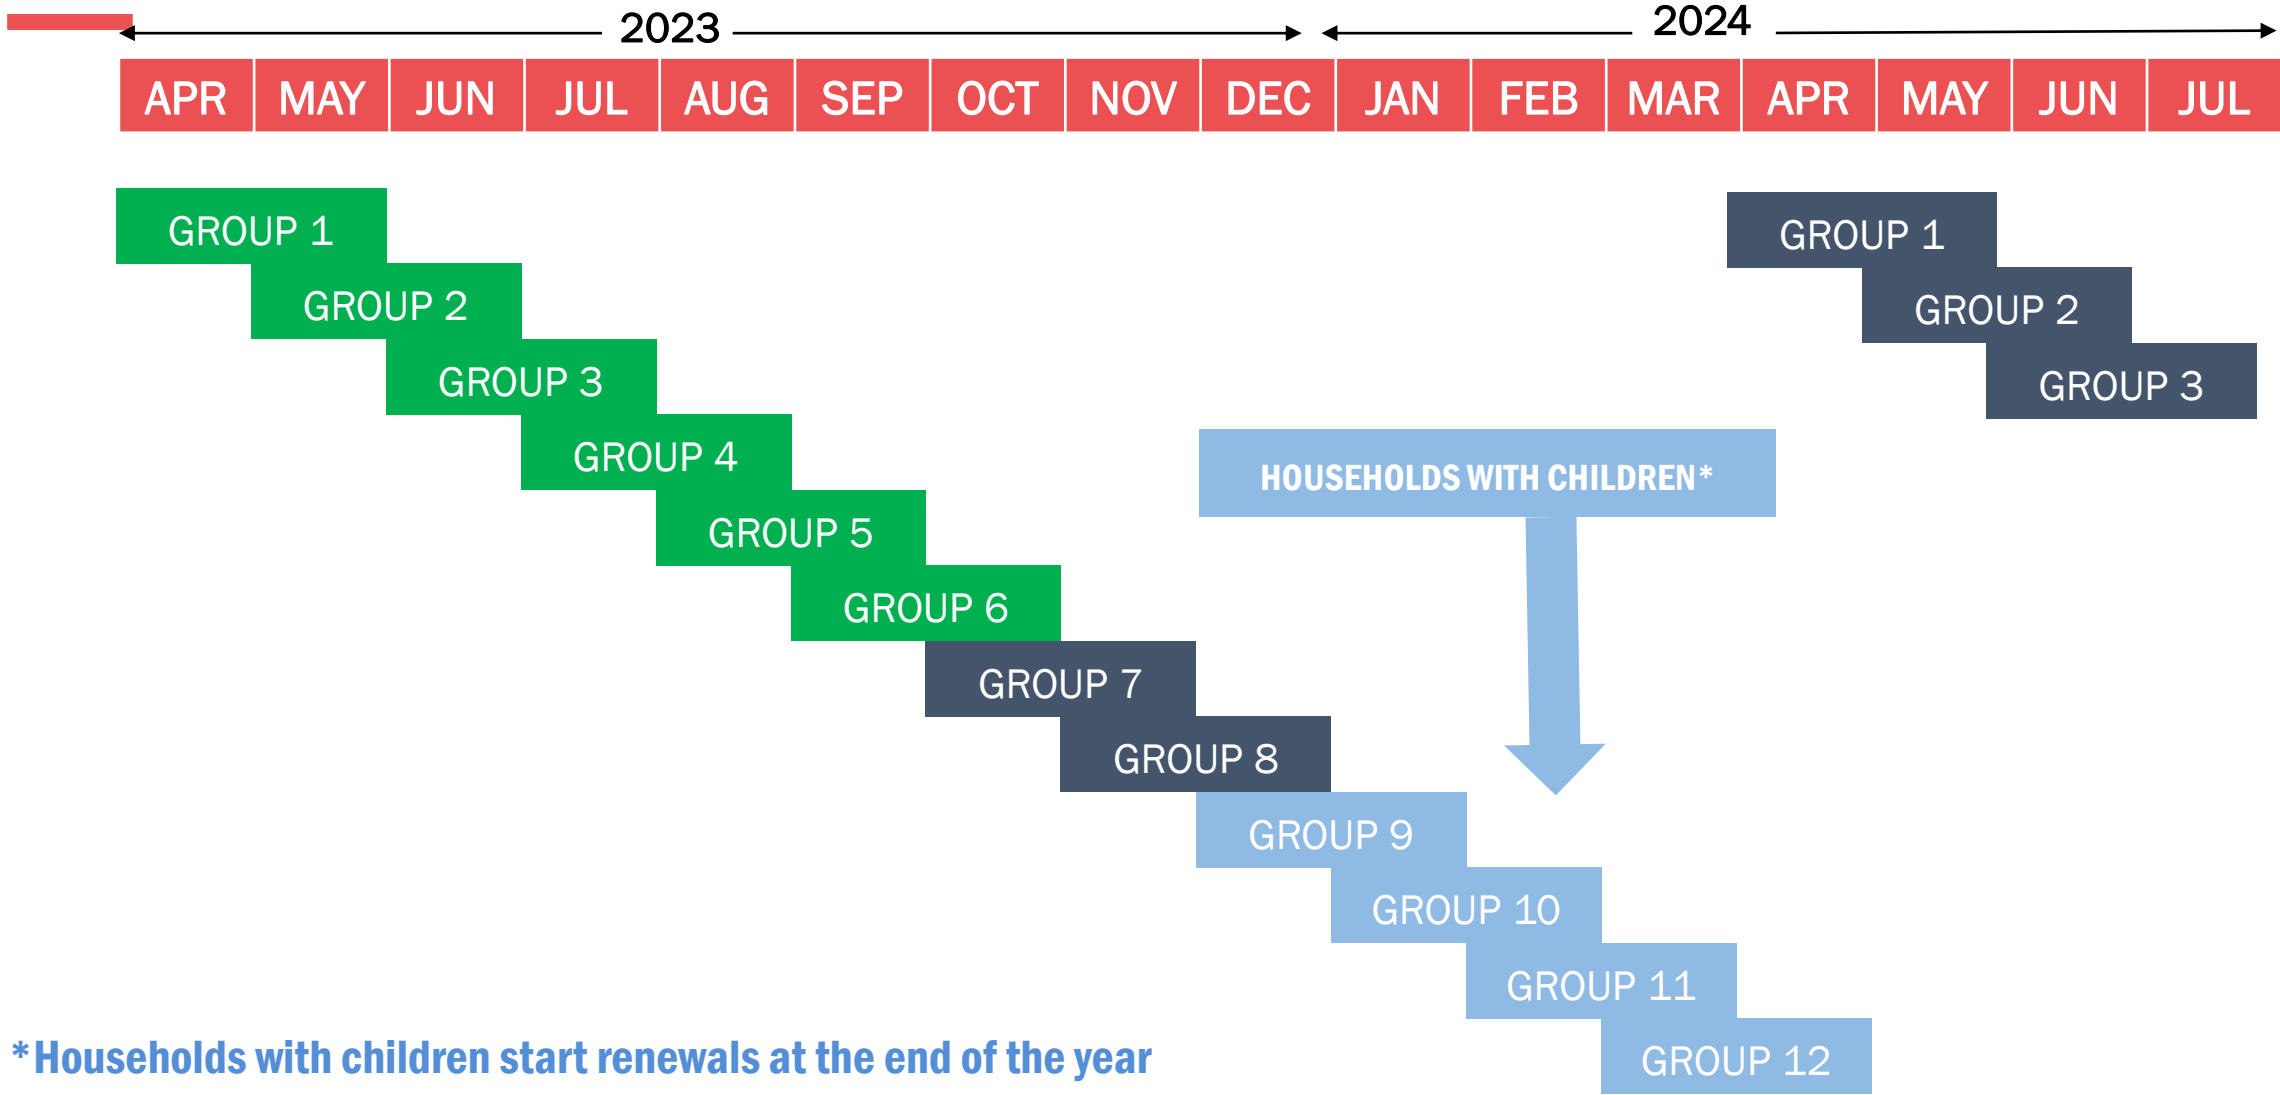 2023
2024
APR MAY JUN JUL AUG SEP OCT NOV DEC JAN FEB MAR APR MAY JUN JUL
GROUP 1
GROUP 1
GROUP 2
GROUP 2
GROUP 3
GROUP 3
GROUP 4
HOUSEHOLDS WITH CHILDREN*
GROUP 5
GROUP 6
GROUP 7
GROUP 8
GROUP 9
GROUP 10
GROUP 11
GROUP 12
*Households with children start renewals at the end of the year